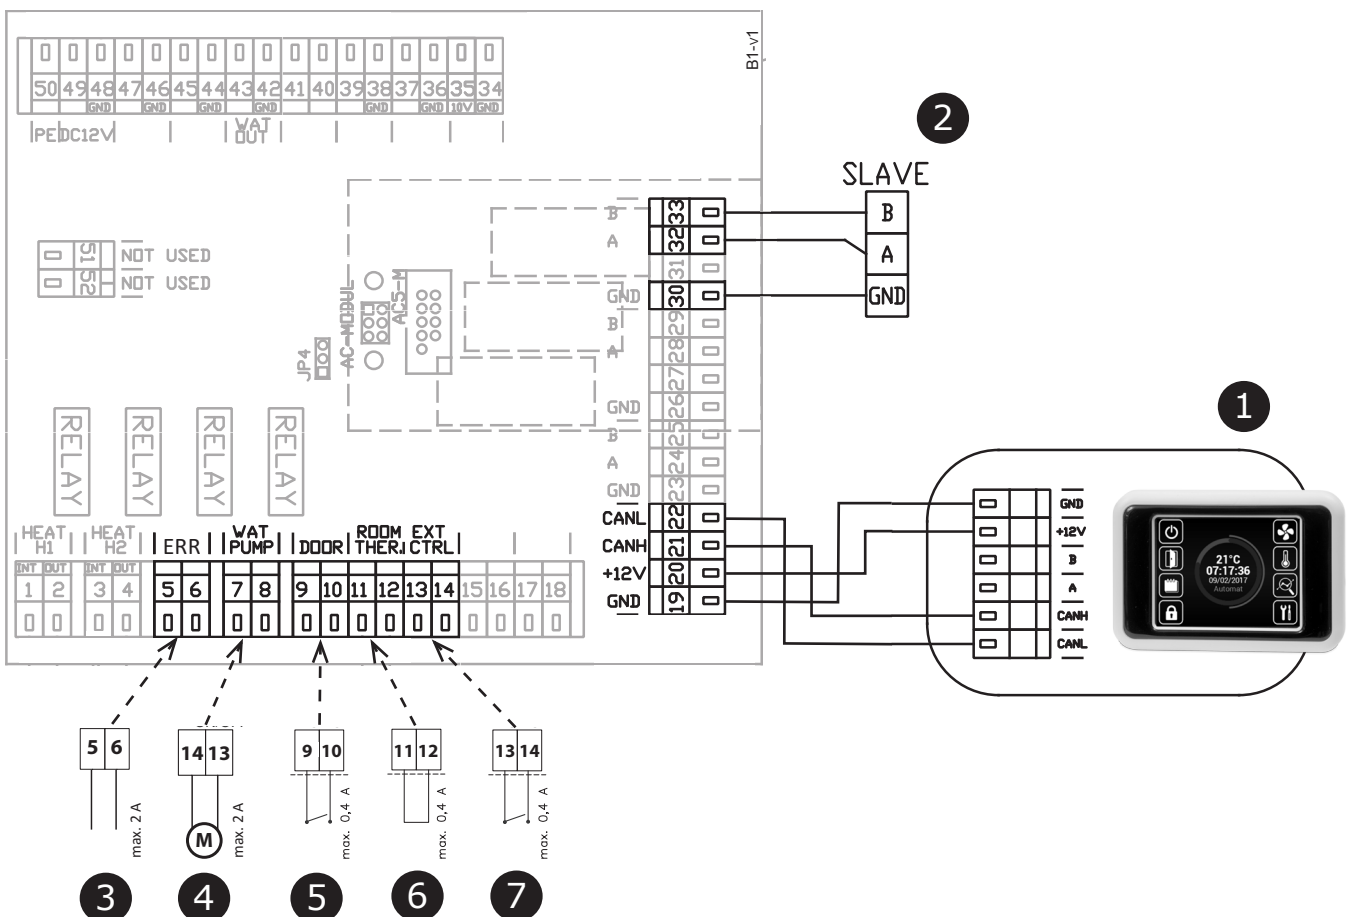 B1-v1
50 49 48 47 46 45 44 43 42 41 40 39 38 37 36 35 34
GND GND GND GND GND GND 10V GND
PE DC12V WAT OUT
2
SLAVE
B
A
GND
51 NOT USED
52 NOT USED
AC-MODUL
AC5-M
JP4
B 33
A 32
31
GND 30
B 29
A 28
27
GND 26
B 25
A 24
GND 23
CANL 22
CANH 21
+12V 20
GND 19
RELAY RELAY RELAY RELAY
1
GND
+12V
B
A
CANH
CANL
21°C
07:17:36
09/02/2017
Automat
HEAT H1 HEAT H2 ERR WAT PUMP DOOR ROOM THER. EXT CTRL
INT OUT INT OUT
1 2 3 4 5 6 7 8 9 10 11 12 13 14 15 16 17 18
5 6
max. 2 A
14 13
M
max. 2 A
9 10
max. 0,4 A
11 12
max. 0,4 A
13 14
max. 0,4 A
3 4 5 6 7